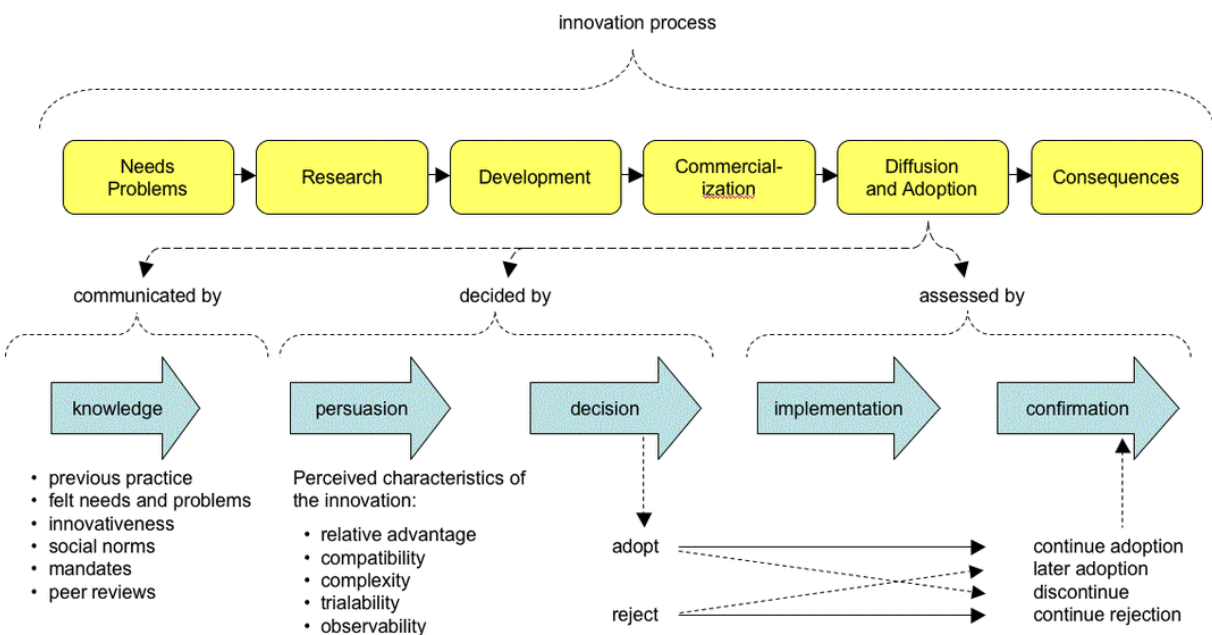 innovation process
Needs
Problems
Research
Development
Commercial-
ization
Diffusion
and Adoption
Consequences
communicated by
decided by
assessed by
knowledge
persuasion
decision
implementation
confirmation
• previous practice
• felt needs and problems
• innovativeness
• social norms
• mandates
• peer reviews
Perceived characteristics of
the innovation:
• relative advantage
• compatibility
• complexity
• trialability
• observability
adopt
reject
continue adoption
later adoption
discontinue
continue rejection